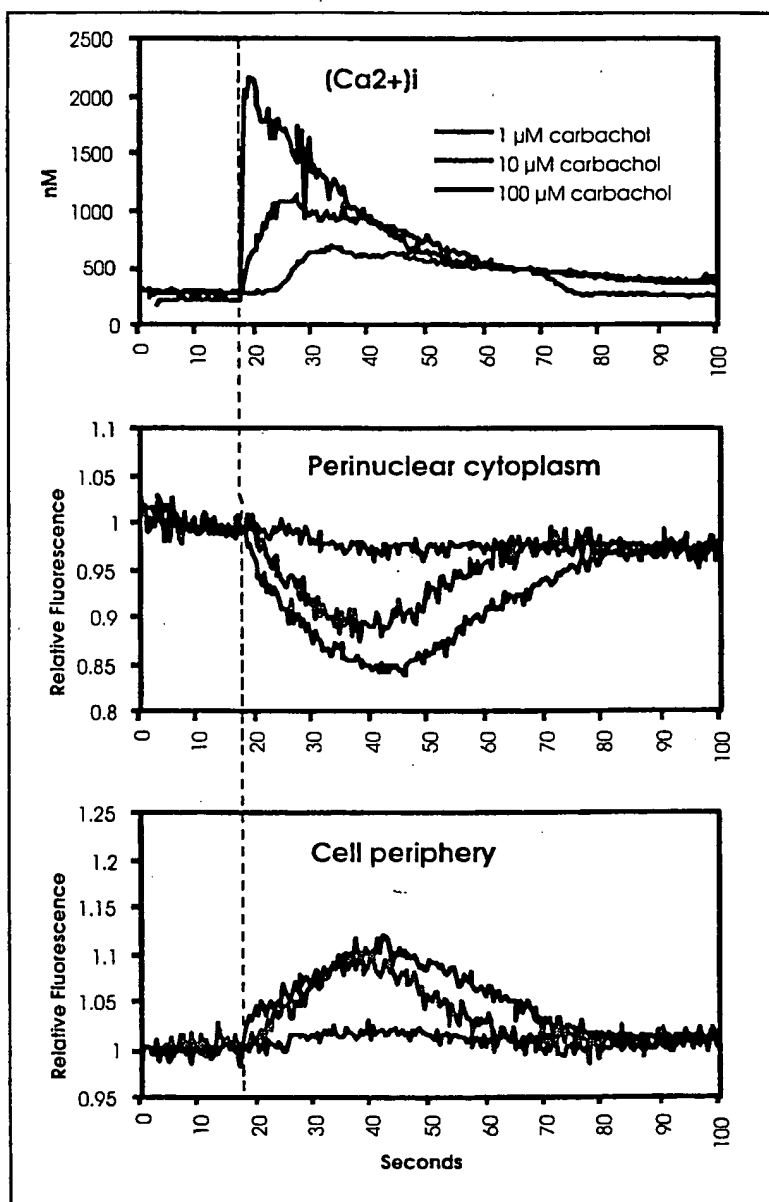 (Ca2+)i
nM
2500
2000
1500
1000
500
0
1 µM carbachol
10 µM carbachol
100 µM carbachol
0 10 20 30 40 50 60 70 80 90 100
Perinuclear cytoplasm
Relative Fluorescence
1.1
1.05
1
0.95
0.9
0.85
0.8
0 10 20 30 40 50 60 70 80 90 100
Cell periphery
Relative Fluorescence
1.25
1.2
1.15
1.1
1.05
1
0.95
0 10 20 30 40 50 60 70 80 90 100
Seconds